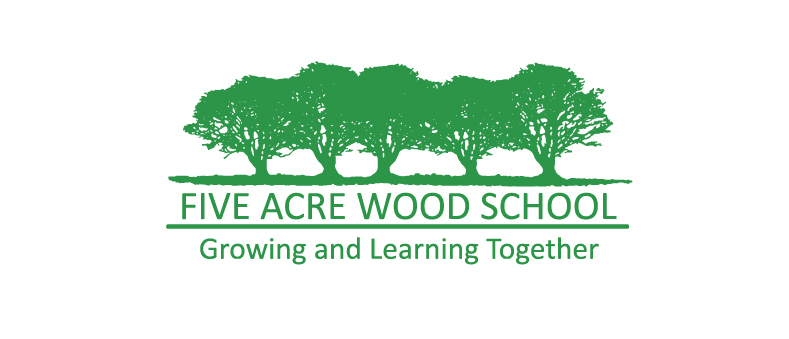 FIVE ACRE WOOD SCHOOL
Growing and Learning Together